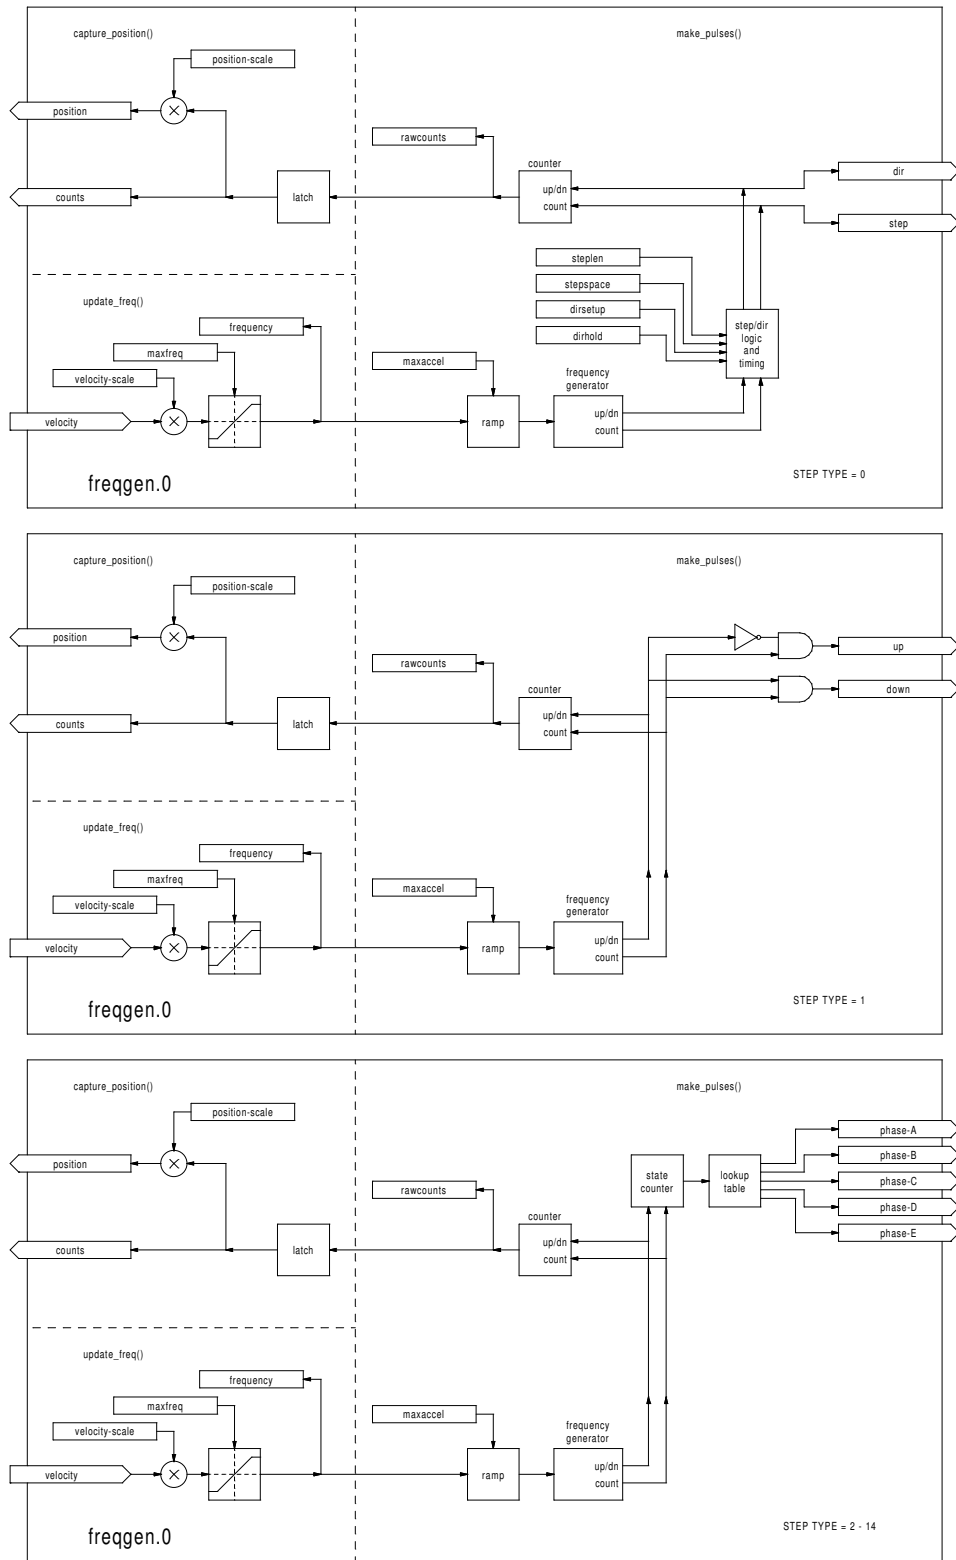 capture_position()
make_pulses()
position-scale
position
rawcounts
counter
up/dn
count
latch
counts
dir
step
steplen
stepspace
dirsetup
dirhold
step/dir
logic
and
timing
update_freq()
frequency
maxfreq
velocity-scale
velocity
maxaccel
ramp
frequency
generator
up/dn
count
freqgen.0
STEP TYPE = 0
capture_position()
make_pulses()
position-scale
position
rawcounts
counter
up/dn
count
latch
counts
up
down
update_freq()
frequency
maxfreq
velocity-scale
velocity
maxaccel
ramp
frequency
generator
up/dn
count
freqgen.0
STEP TYPE = 1
capture_position()
make_pulses()
position-scale
position
rawcounts
counter
up/dn
count
latch
counts
state
counter
lookup
table
phase-A
phase-B
phase-C
phase-D
phase-E
update_freq()
frequency
maxfreq
velocity-scale
velocity
maxaccel
ramp
frequency
generator
up/dn
count
freqgen.0
STEP TYPE = 2 - 14